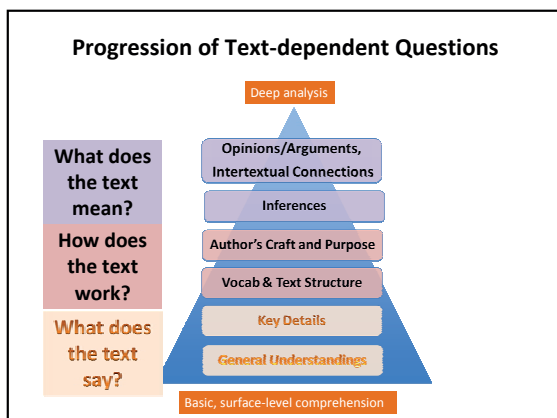 Progression of Text-dependent Questions
Deep analysis
What does
the text
mean?
Opinions/Arguments,
Intertextual Connections
Inferences
How does
the text
work?
Author's Craft and Purpose
Vocab & Text Structure
What does
the text
say?
Key Details
General Understandings
Basic, surface-level comprehension